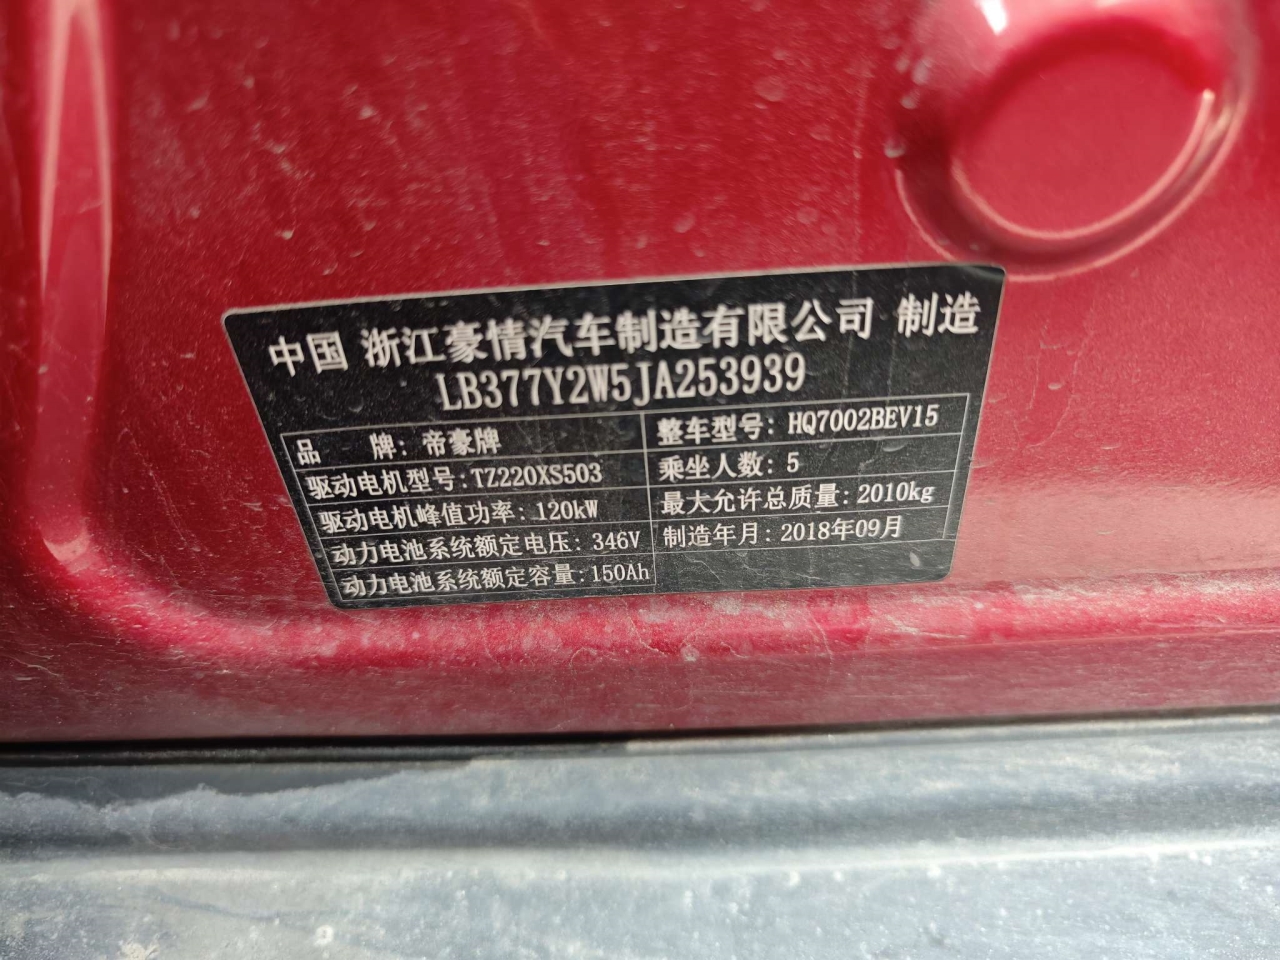 中国 浙江豪情汽车制造有限公司 制造
LB377Y2W5JA253939
品 牌: 帝豪牌
整车型号: HQ7002BEV15
驱动电机型号: TZ220XS503
乘坐人数: 5
驱动电机峰值功率: 120kW
最大允许总质量: 2010kg
动力电池系统额定电压: 346V
制造年月: 2018年09月
动力电池系统额定容量: 150Ah